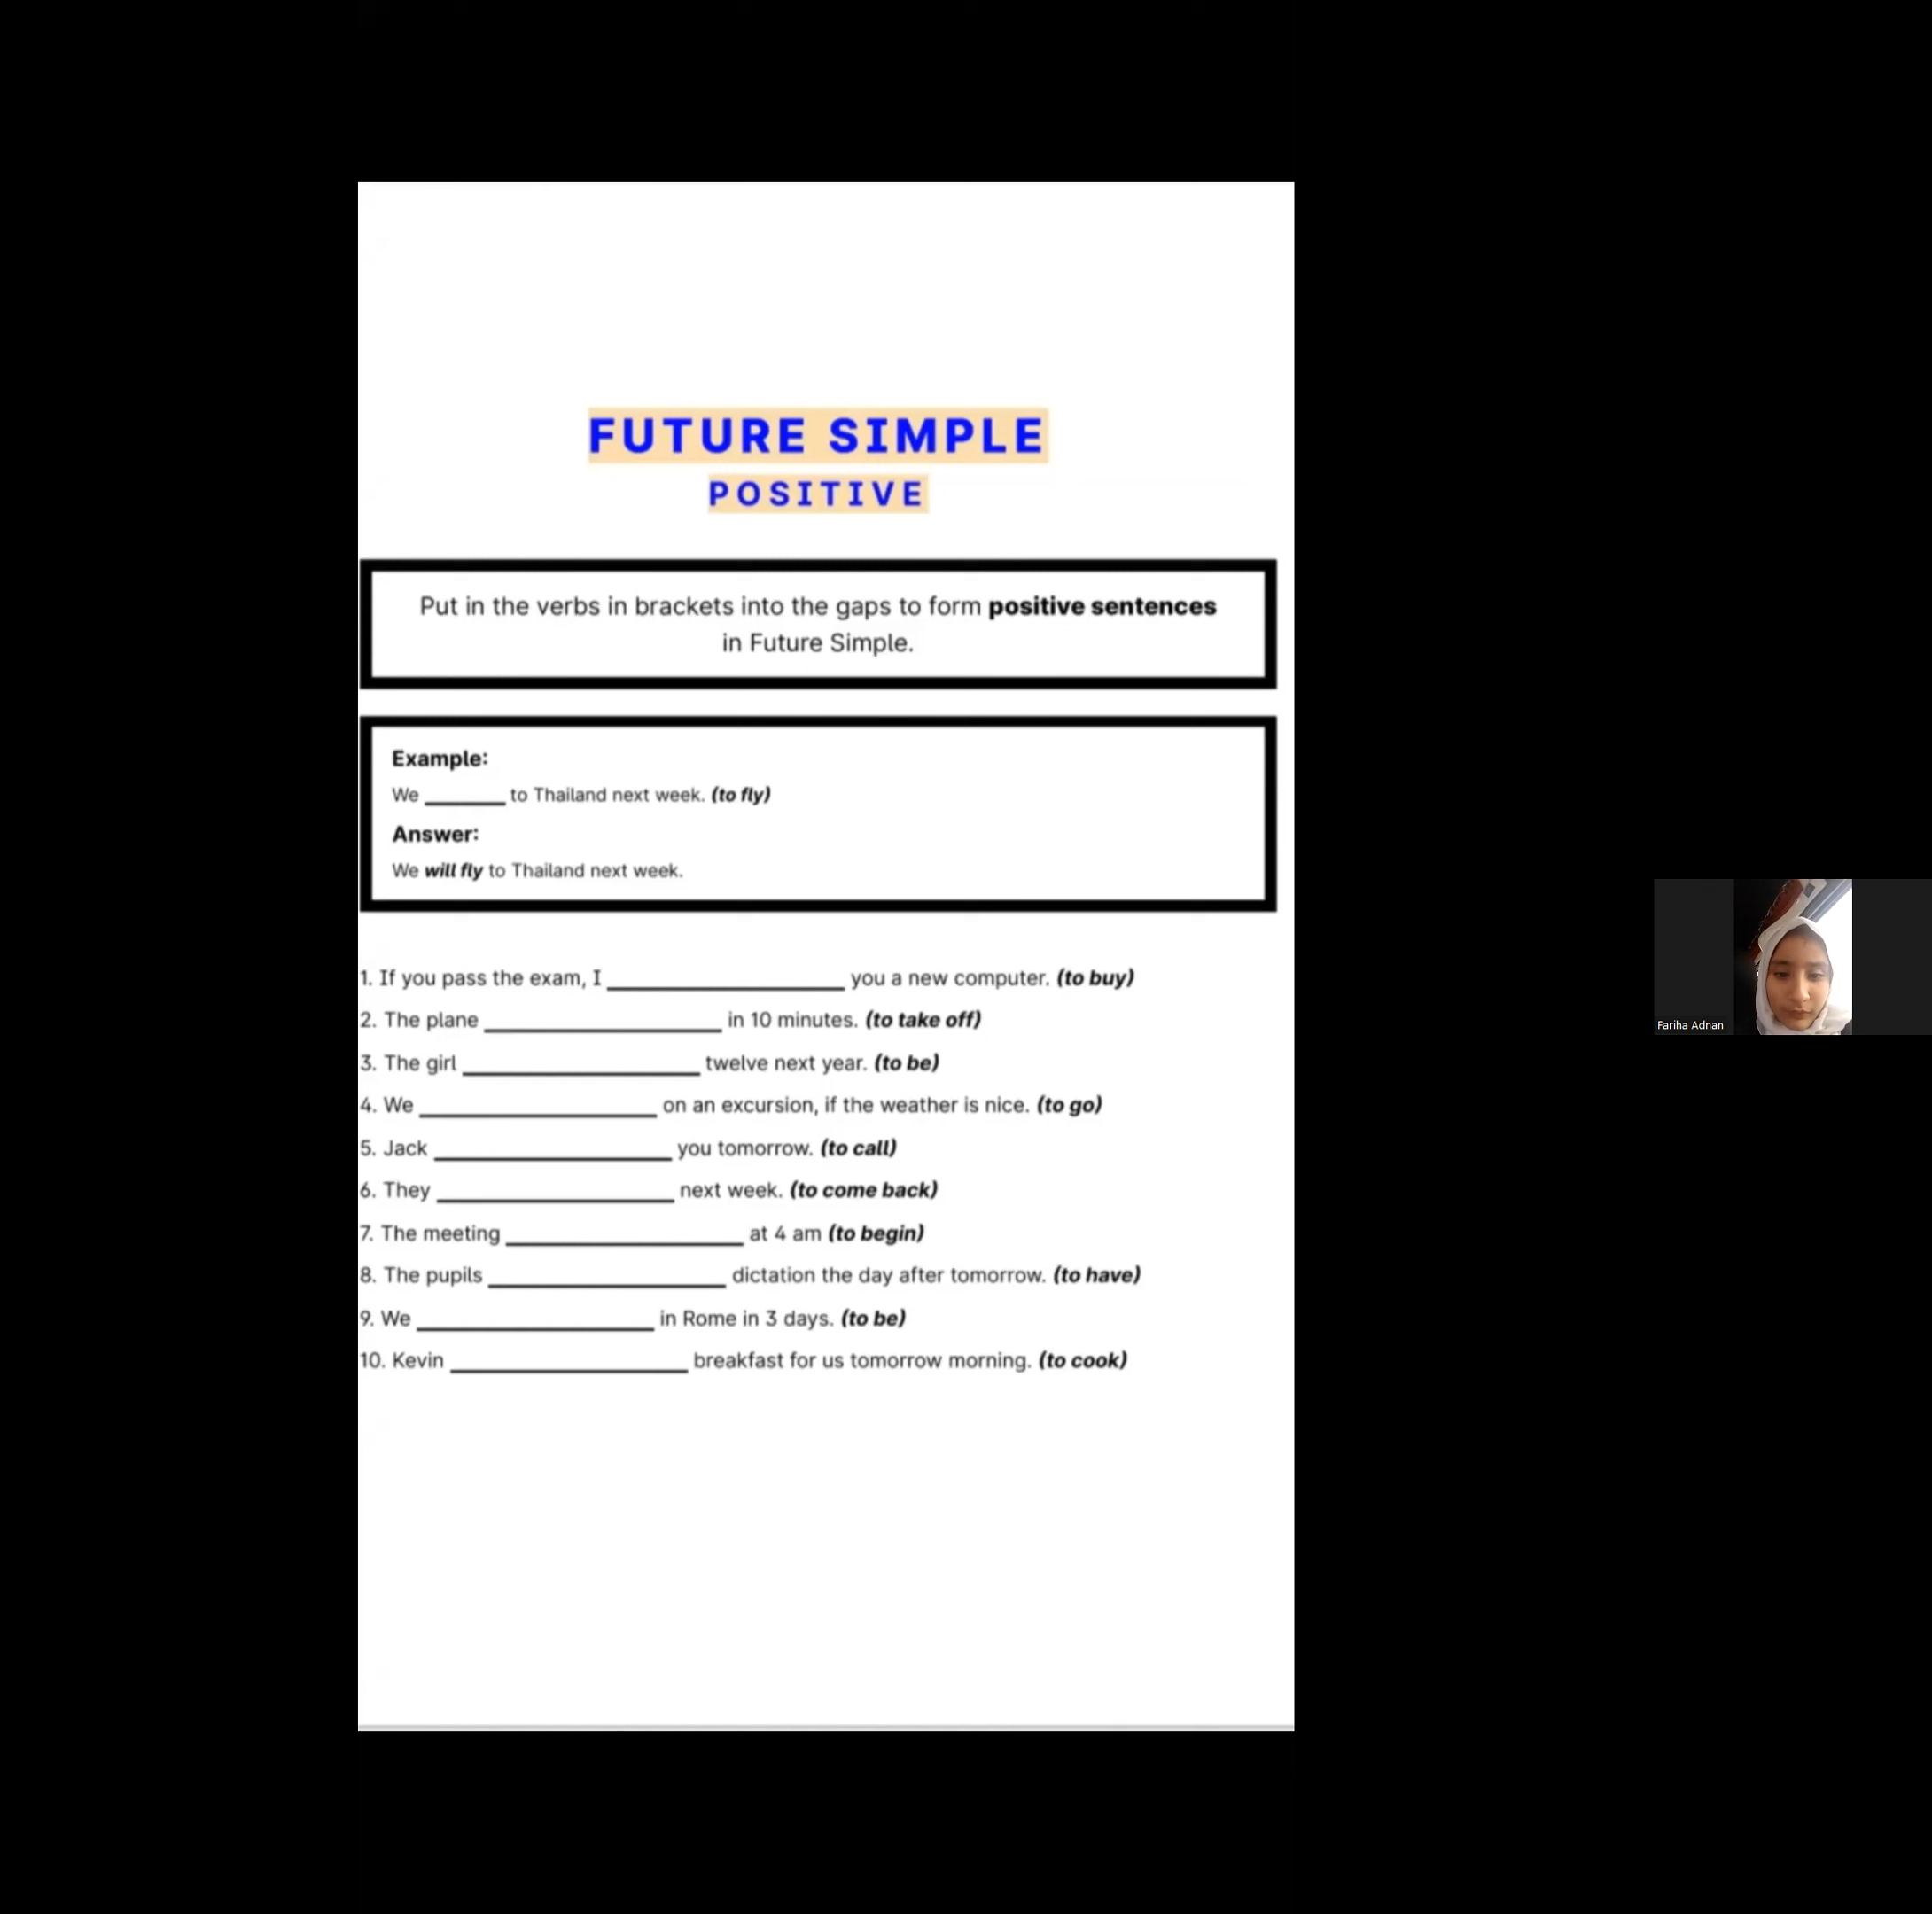 FUTURE SIMPLE
POSITIVE
Put in the verbs in brackets into the gaps to form positive sentences
in Future Simple.
Example:
We ________ to Thailand next week. (to fly)
Answer:
We will fly to Thailand next week.
1. If you pass the exam, I ____________________ you a new computer. (to buy)
2. The plane ____________________ in 10 minutes. (to take off)
3. The girl ____________________ twelve next year. (to be)
4. We ____________________ on an excursion, if the weather is nice. (to go)
5. Jack ____________________ you tomorrow. (to call)
6. They ____________________ next week. (to come back)
7. The meeting ____________________ at 4 am (to begin)
8. The pupils ____________________ dictation the day after tomorrow. (to have)
9. We ____________________ in Rome in 3 days. (to be)
10. Kevin ____________________ breakfast for us tomorrow morning. (to cook)
Fariha Adnan